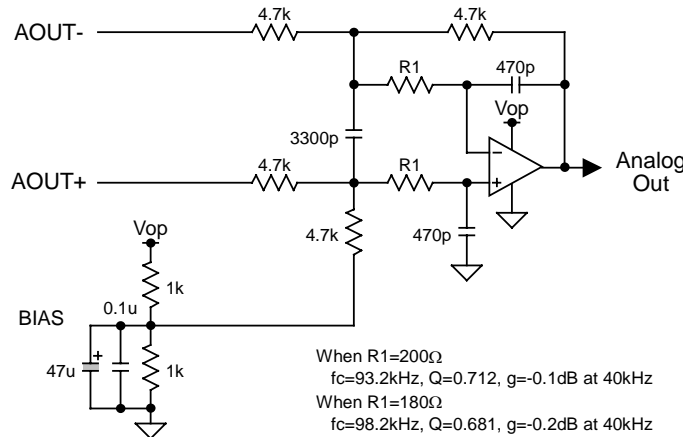 4.7k
4.7k
AOUT-
R1
470p
Vop
3300p
4.7k
R1
Analog
Out
AOUT+
4.7k
470p
Vop
1k
BIAS
0.1u
47u
+
1k
−
+
When R1=200Ω
fc=93.2kHz, Q=0.712, g=-0.1dB at 40kHz
When R1=180Ω
fc=98.2kHz, Q=0.681, g=-0.2dB at 40kHz